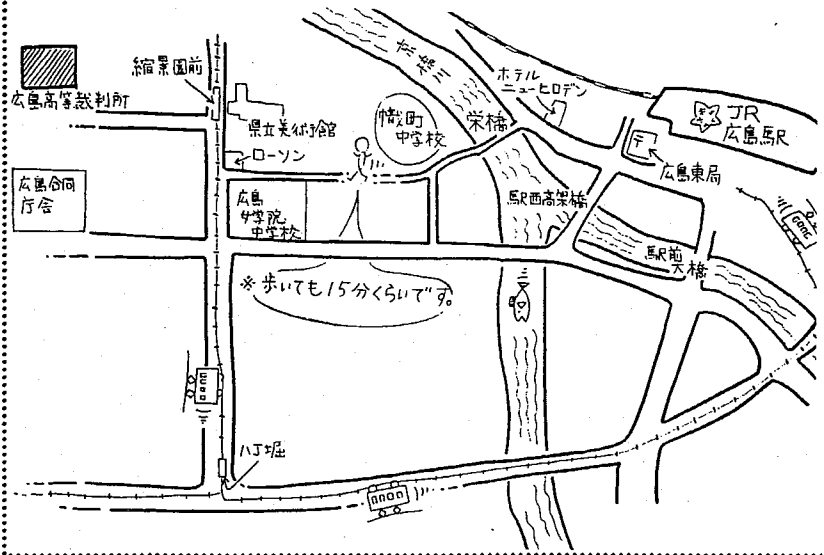 縮景園前
広島高等裁判所
県立美術館
ローソン
広島合同
庁舎
広島
女学院
中学校
幟町
中学校
京橋川
栄橋
ホテル
ニューヒロデン
JR
広島駅
〒
広島東局
駅西高架橋
駅前
大橋
GONG
※歩いても15分くらいです。
八丁堀